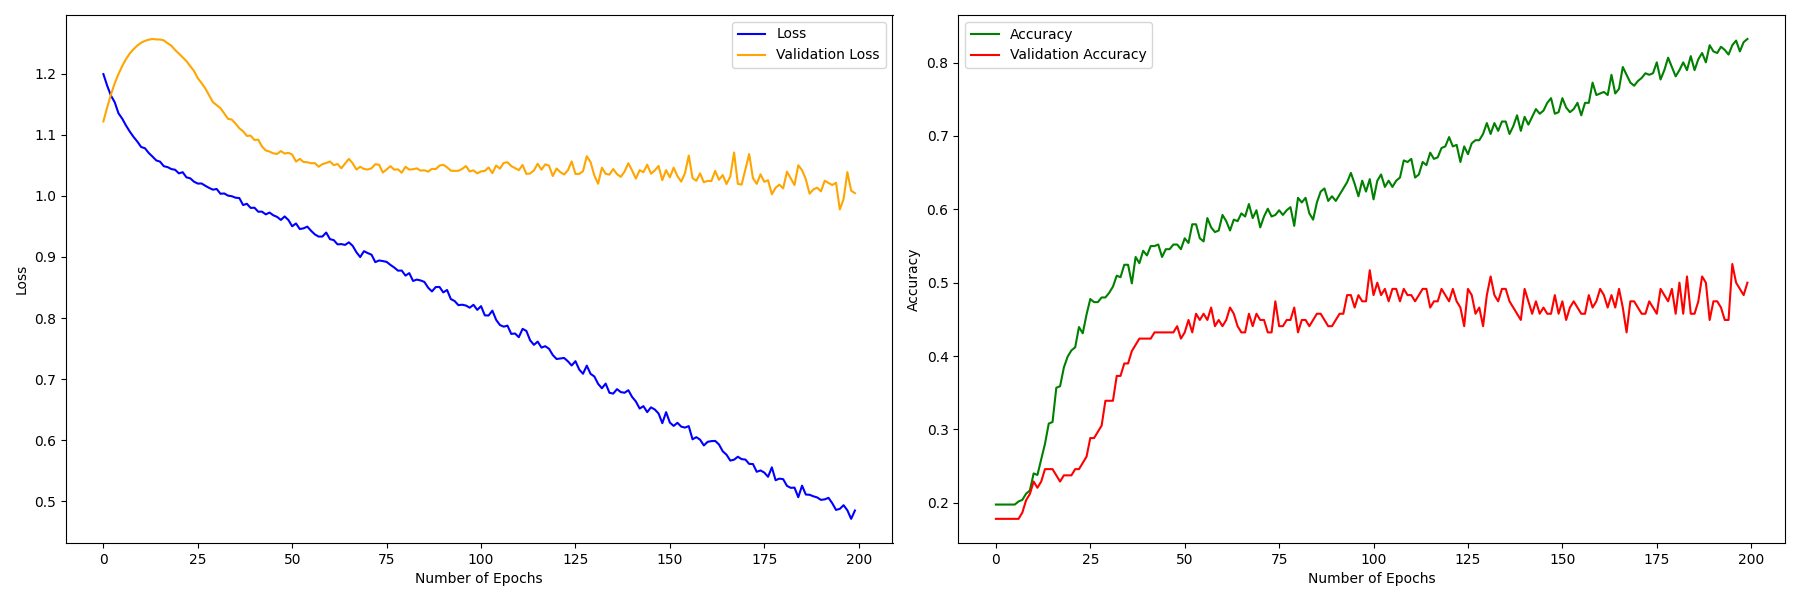 Loss
Validation Loss
1.2
1.1
1.0
0.9
0.8
0.7
0.6
0.5
Loss
0 25 50 75 100 125 150 175 200
Number of Epochs
Accuracy
Validation Accuracy
0.8
0.7
0.6
0.5
0.4
0.3
0.2
Accuracy
0 25 50 75 100 125 150 175 200
Number of Epochs